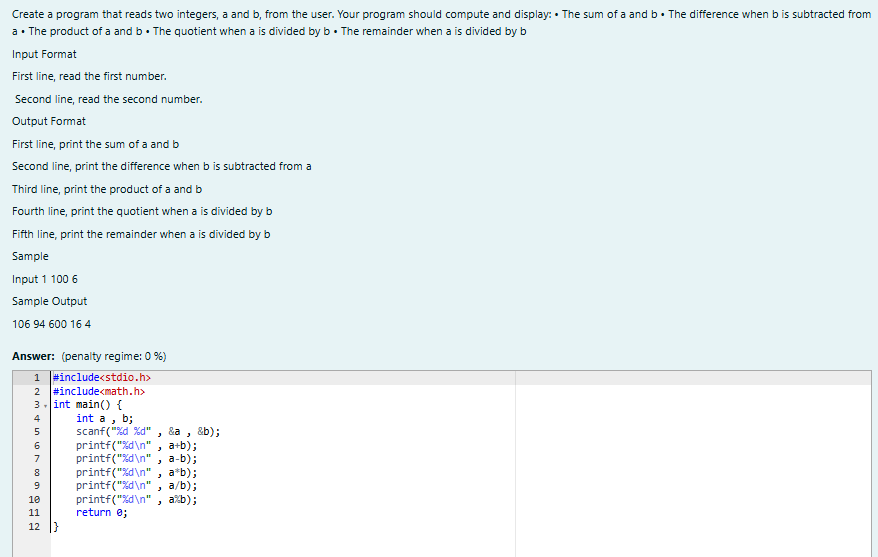 Create a program that reads two integers, a and b, from the user. Your program should compute and display: • The sum of a and b • The difference when b is subtracted from
a • The product of a and b • The quotient when a is divided by b • The remainder when a is divided by b
Input Format
First line, read the first number.
Second line, read the second number.
Output Format
First line, print the sum of a and b
Second line, print the difference when b is subtracted from a
Third line, print the product of a and b
Fourth line, print the quotient when a is divided by b
Fifth line, print the remainder when a is divided by b
Sample
Input 1 100 6
Sample Output
106 94 600 16 4
Answer: (penalty regime: 0 %)
1 #include<stdio.h>
2 #include<math.h>
3 int main() {
4     int a , b;
5     scanf("%d %d" , &a , &b);
6     printf("%d\n" , a+b);
7     printf("%d\n" , a-b);
8     printf("%d\n" , a*b);
9     printf("%d\n" , a/b);
10     printf("%d\n" , a%b);
11     return 0;
12 }